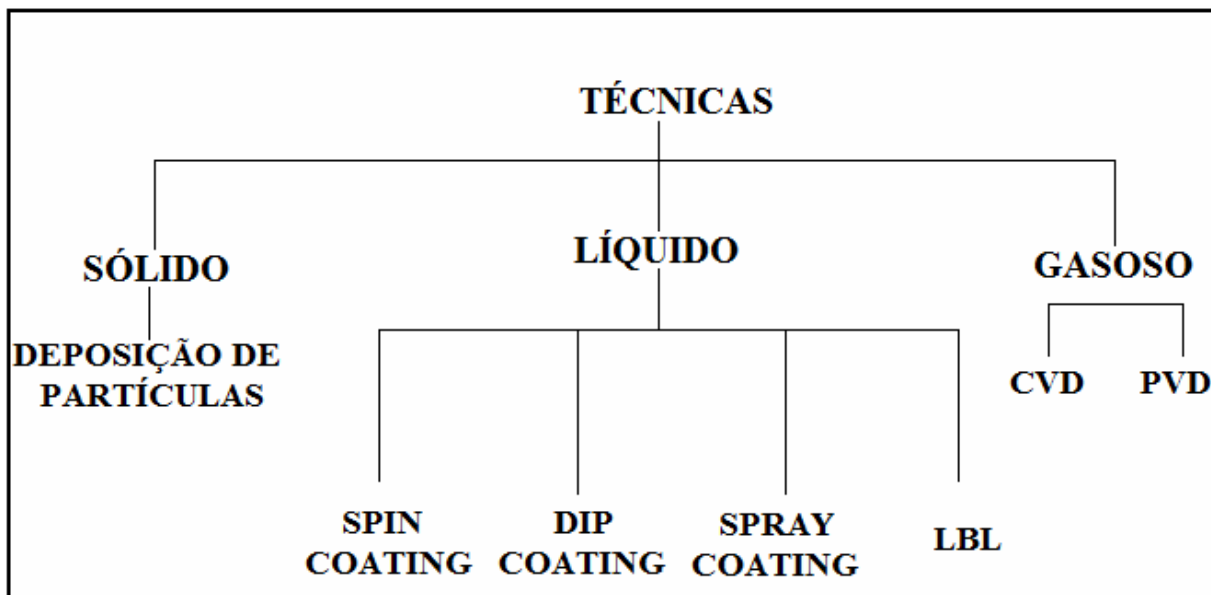 TÉCNICAS
SÓLIDO
LÍQUIDO
GASOSO
DEPOSIÇÃO DE
PARTÍCULAS
CVD
PVD
SPIN
COATING
DIP
COATING
SPRAY
COATING
LBL